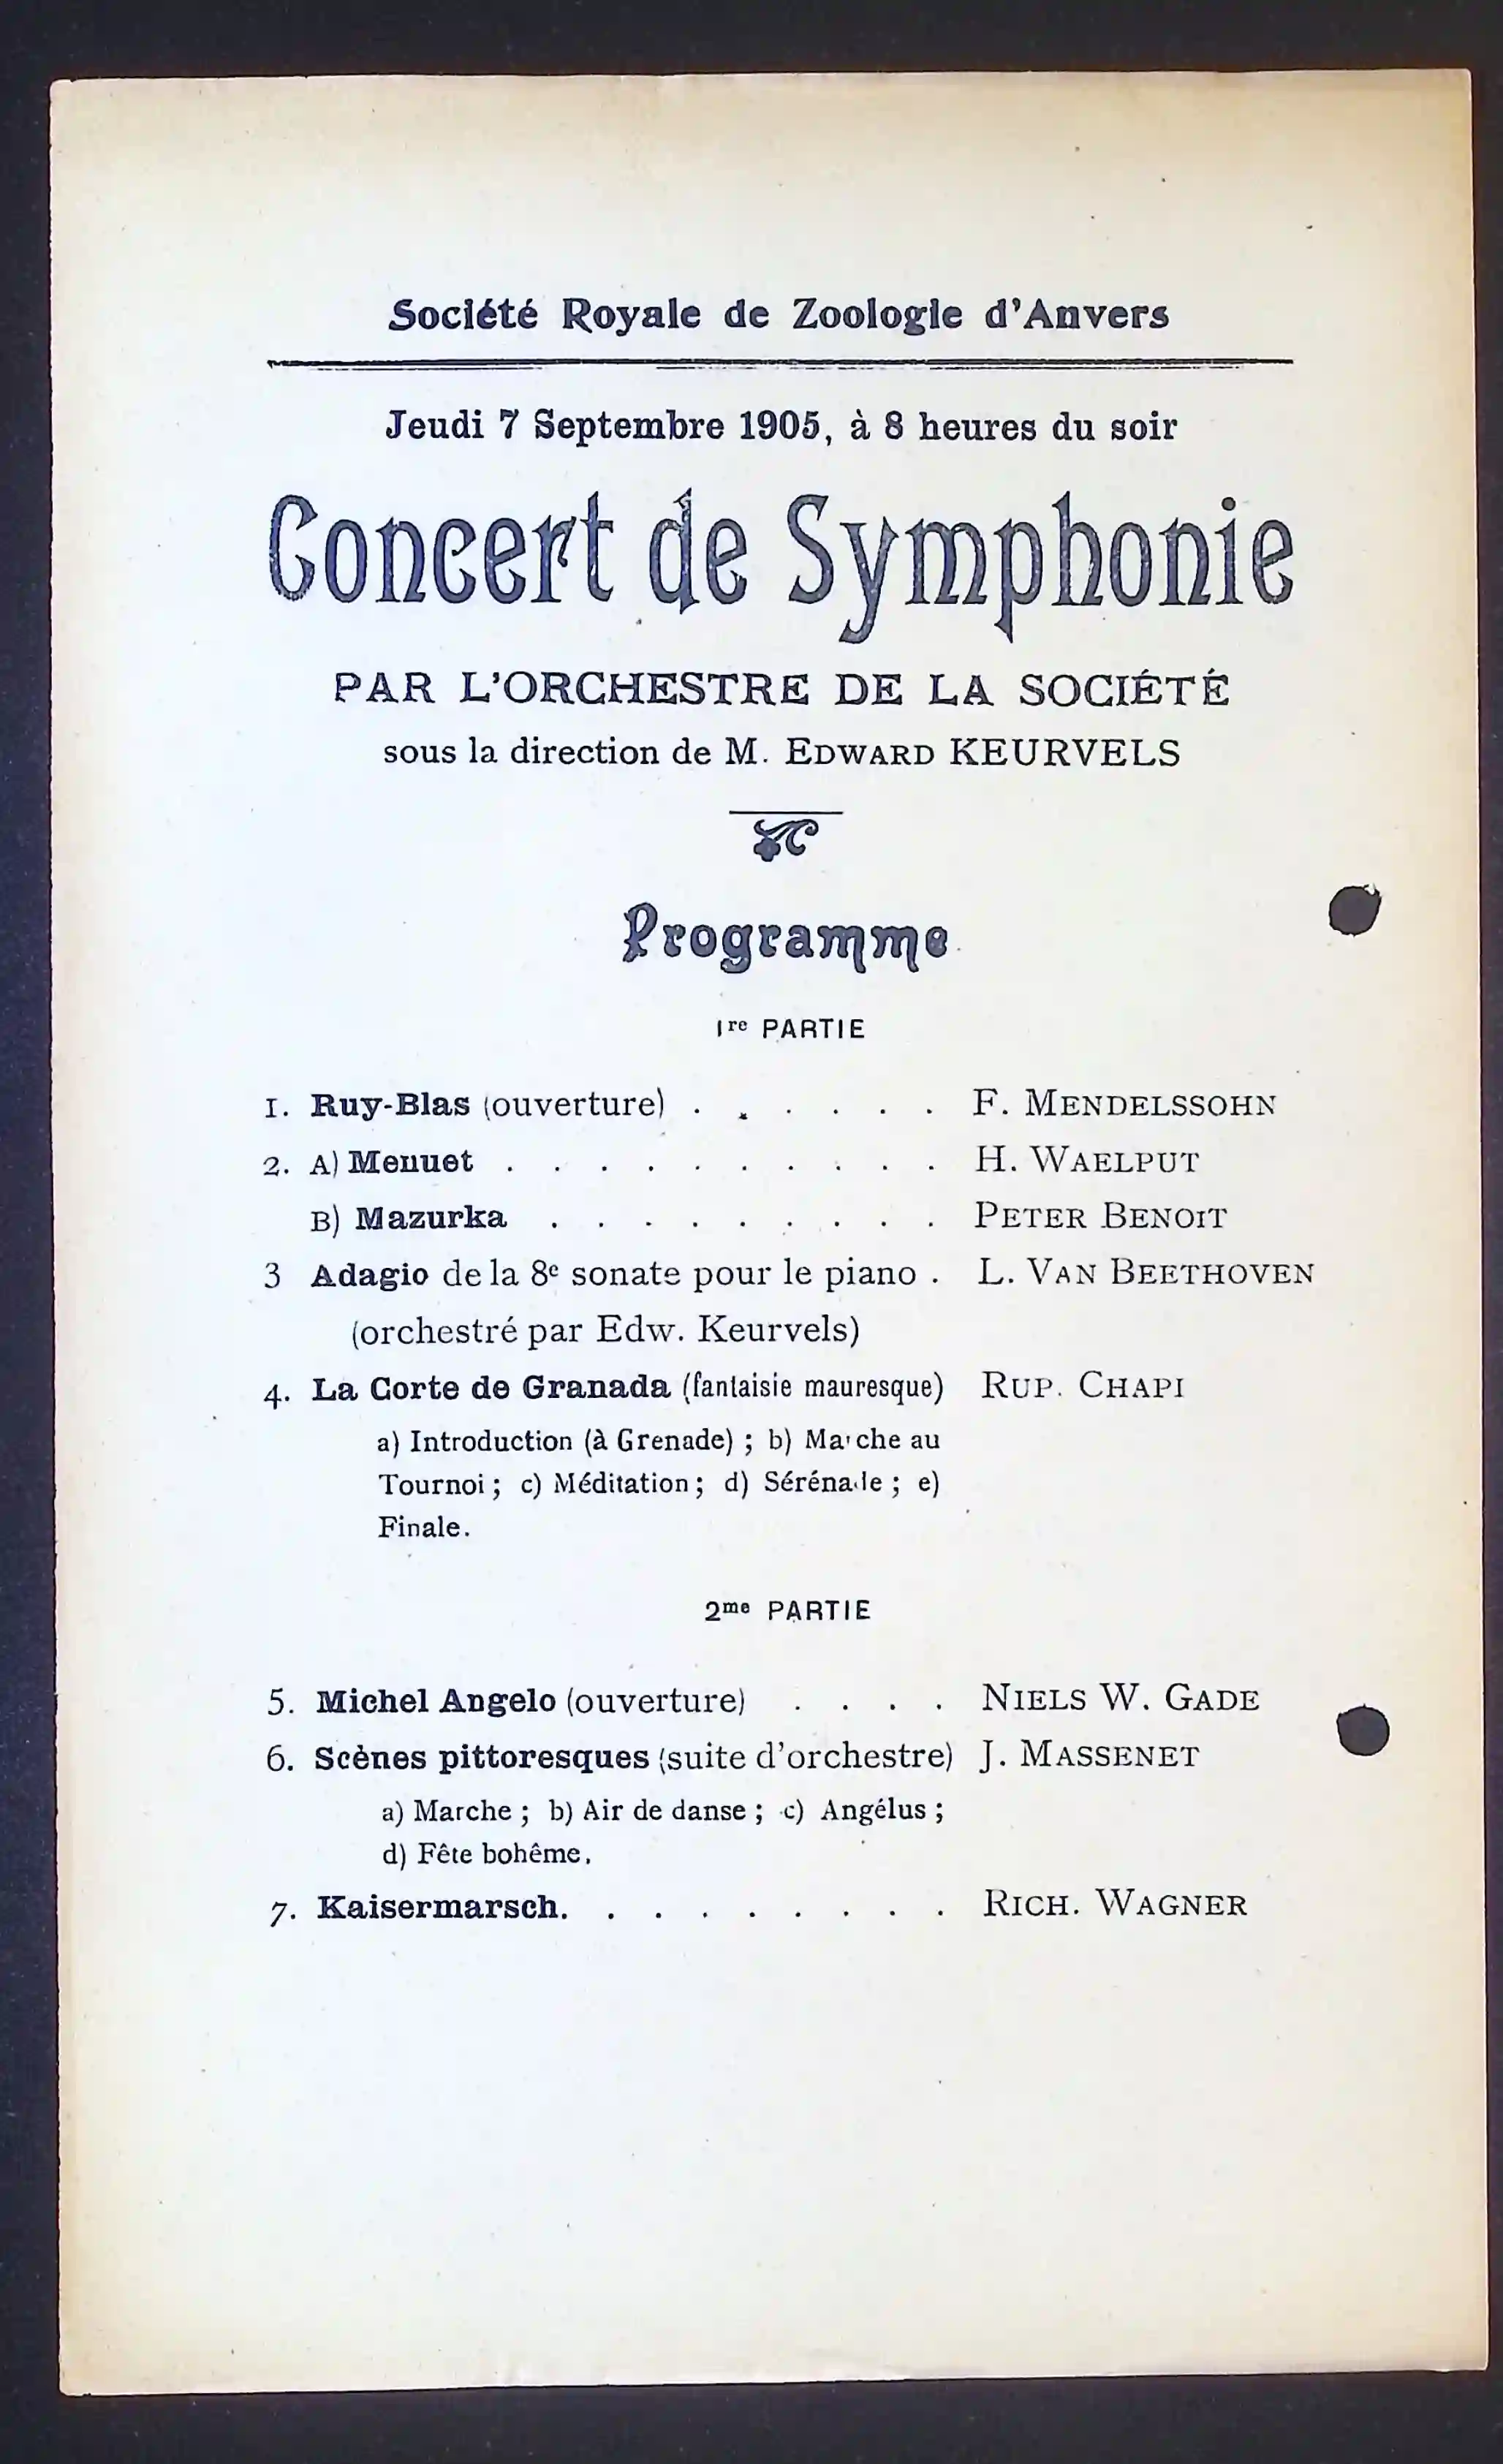 Société Royale de Zoologie d'Anvers
Jeudi 7 Septembre 1905, à 8 heures du soir
Concert de Symphonie
PAR L'ORCHESTRE DE LA SOCIÉTÉ
sous la direction de M. EDWARD KEURVELS
Programme
1re PARTIE
1. Ruy-Blas (ouverture) . . . . . . F. MENDELSSOHN
2. A) Menuet . . . . . . . . . . H. WAELPUT
B) Mazurka . . . . . . . . . PETER BENOIT
3 Adagio de la 8e sonate pour le piano . L. VAN BEETHOVEN
(orchestré par Edw. Keurvels)
4. La Corte de Granada (fantaisie mauresque) RUP. CHAPI
a) Introduction (à Grenade) ; b) Marche au
Tournoi ; c) Méditation ; d) Sérénade ; e)
Finale.
2me PARTIE
5. Michel Angelo (ouverture) . . . . NIELS W. GADE
6. Scènes pittoresques (suite d'orchestre) J. MASSENET
a) Marche ; b) Air de danse ; c) Angélus ;
d) Fête bohême.
7. Kaisermarsch. . . . . . . . . RICH. WAGNER